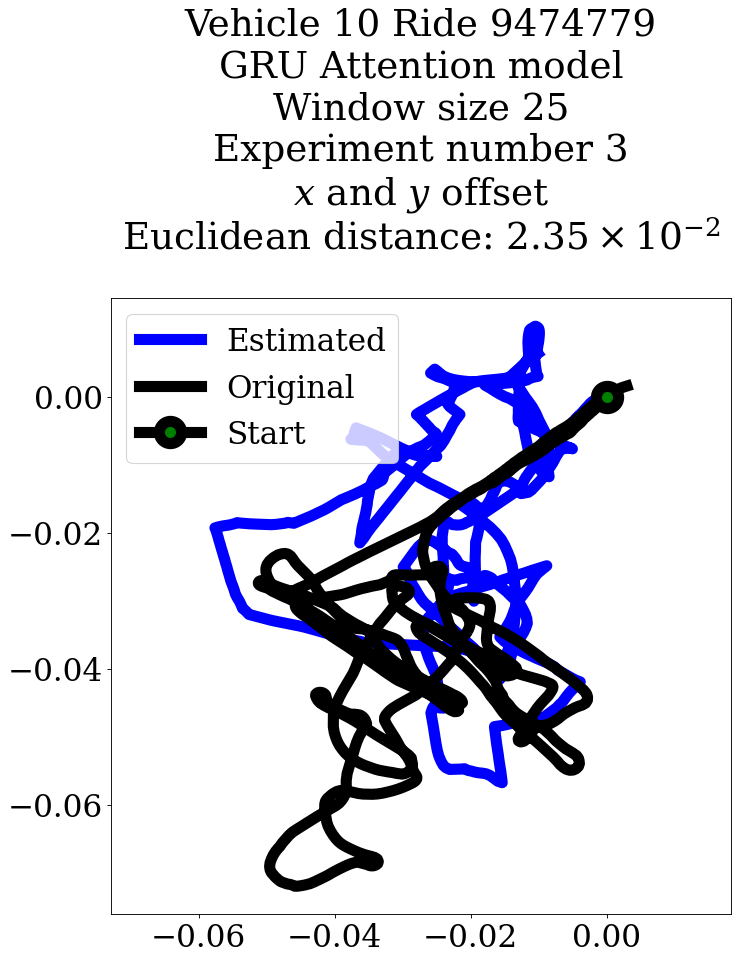 Vehicle 10 Ride 9474779
GRU Attention model
Window size 25
Experiment number 3
x and y offset
Euclidean distance: 2.35 × 10⁻²
Estimated
Original
Start
0.00
−0.02
−0.04
−0.06
−0.06 −0.04 −0.02 0.00